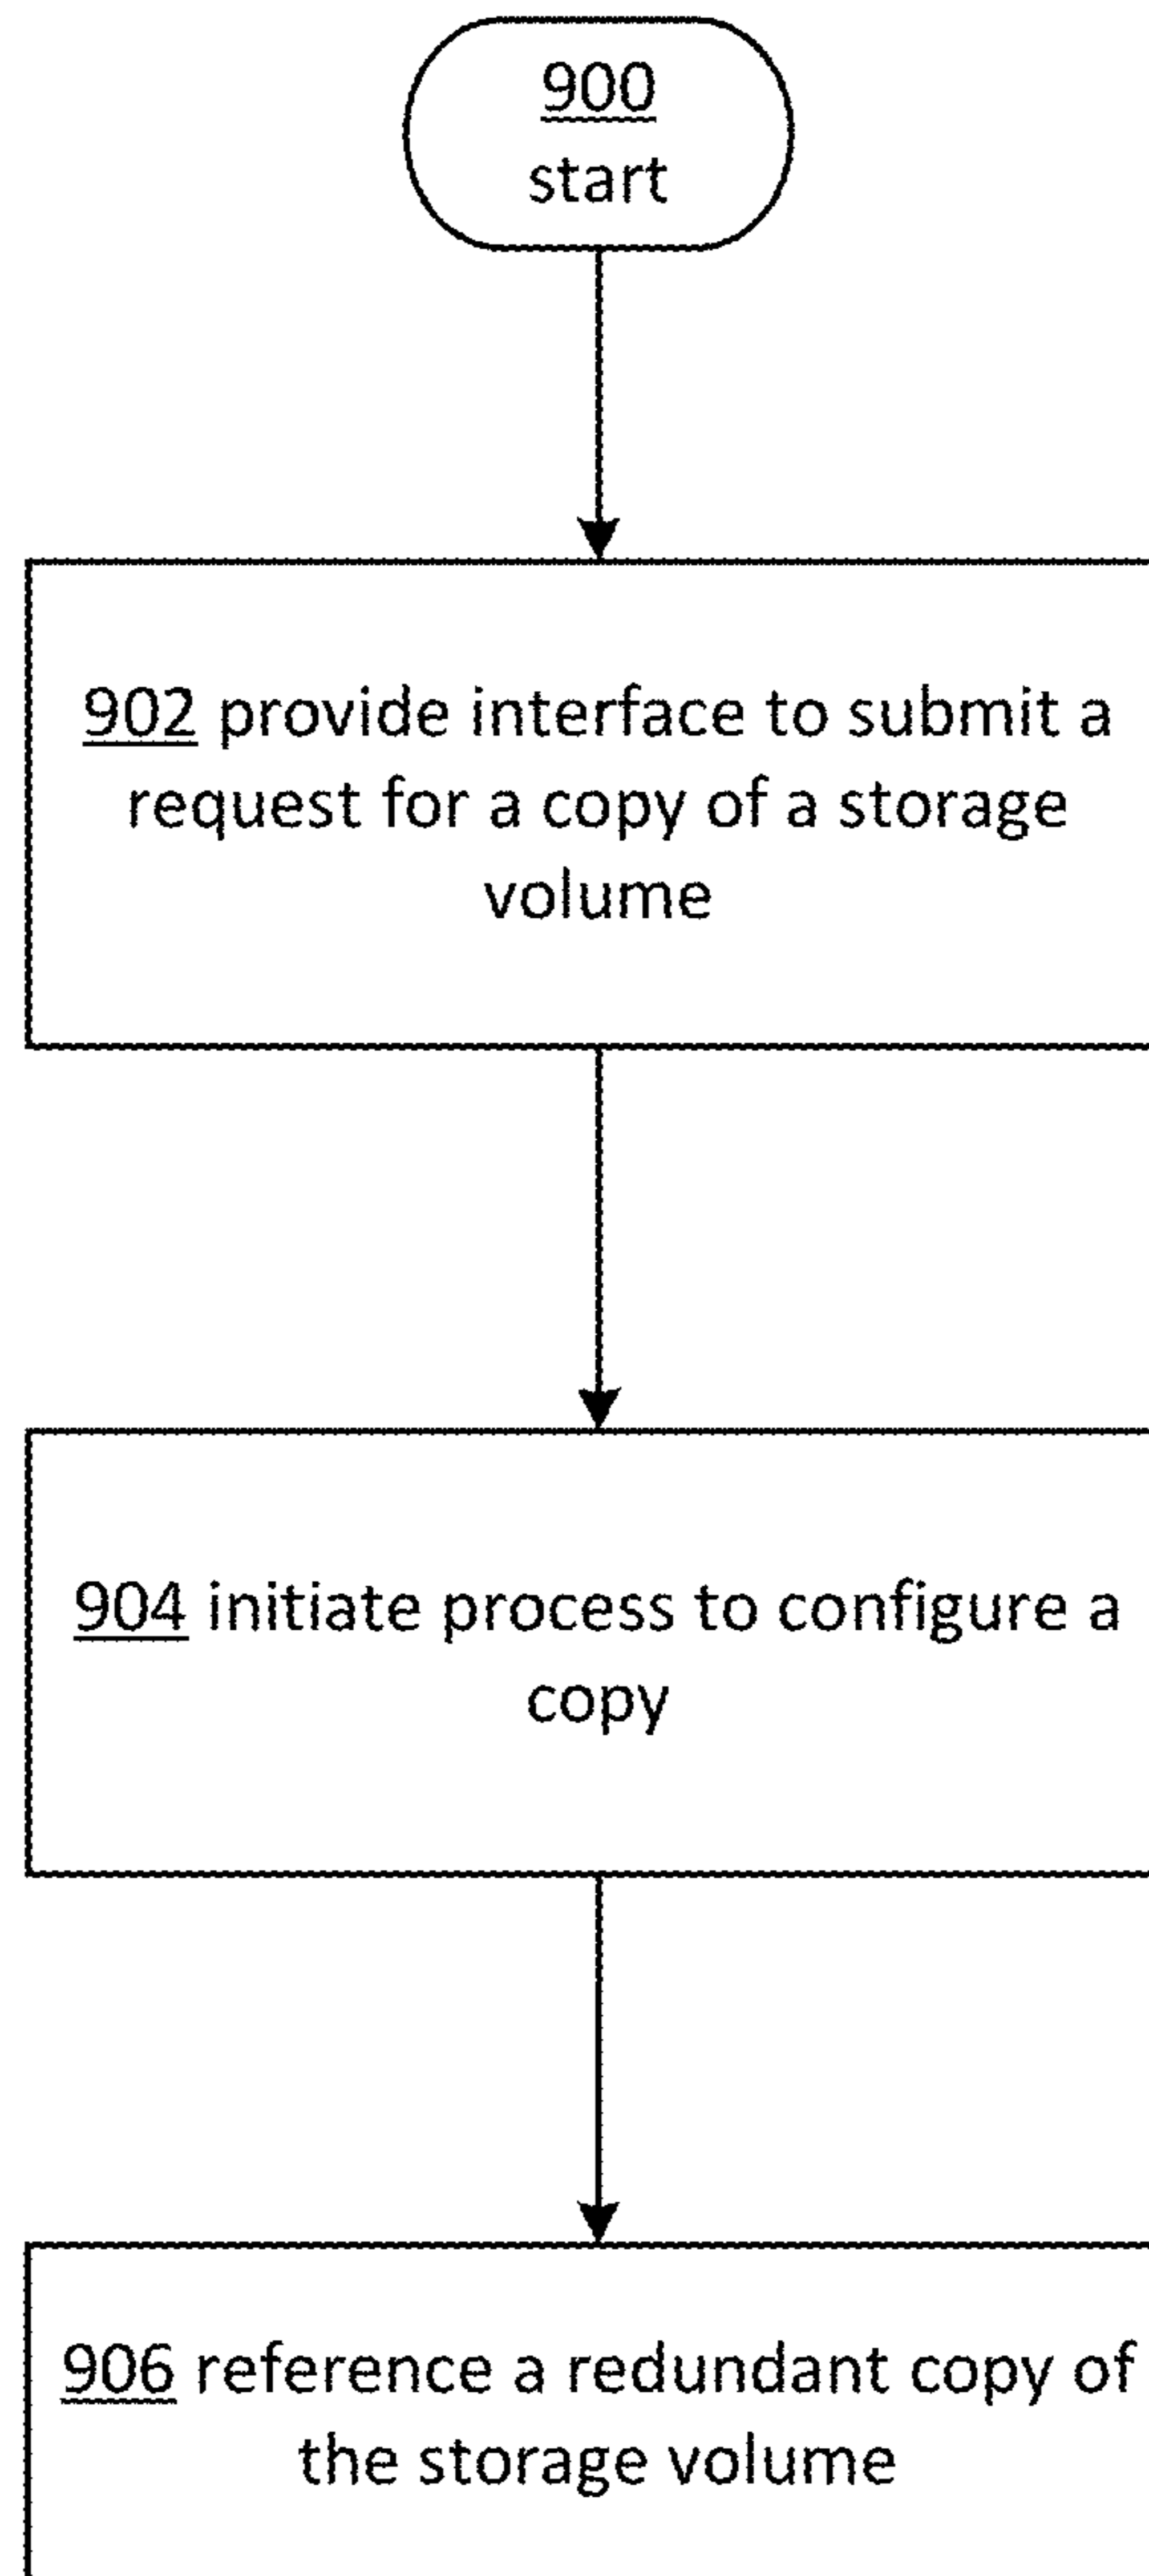 900
start
902 provide interface to submit a
request for a copy of a storage
volume
904 initiate process to configure a
copy
906 reference a redundant copy of
the storage volume